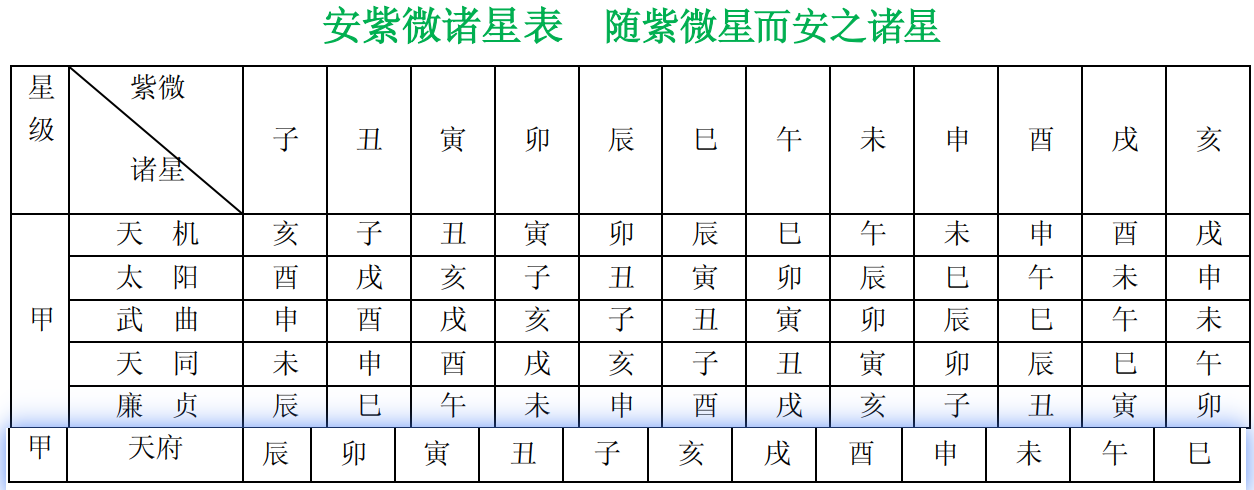 安紫微诸星表 随紫微星而安之诸星
星级 紫微 诸星 子 丑 寅 卯 辰 巳 午 未 申 酉 戌 亥
天机 亥 子 丑 寅 卯 辰 巳 午 未 申 酉 戌
太阳 酉 戌 亥 子 丑 寅 卯 辰 巳 午 未 申
甲 武曲 申 酉 戌 亥 子 丑 寅 卯 辰 巳 午 未
天同 未 申 酉 戌 亥 子 丑 寅 卯 辰 巳 午
廉贞 辰 巳 午 未 申 酉 戌 亥 子 丑 寅 卯
甲 天府 辰 卯 寅 丑 子 亥 戌 酉 申 未 午 巳